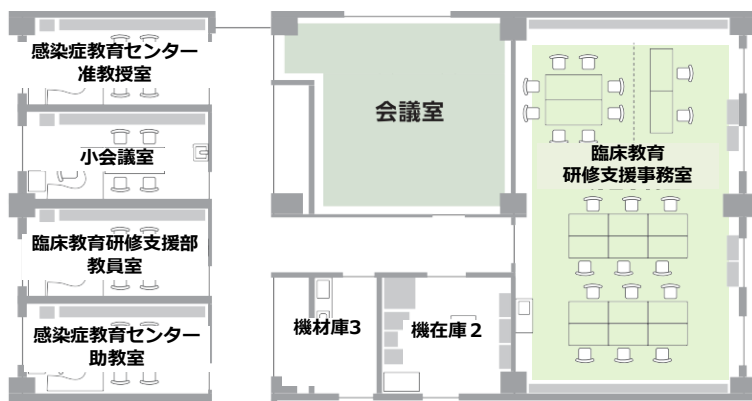 感染症教育センター
准教授室
小会議室
臨床教育研修支援部
教員室
感染症教育センター
助教室
会議室
臨床教育
研修支援事務室
機材庫3
機在庫２